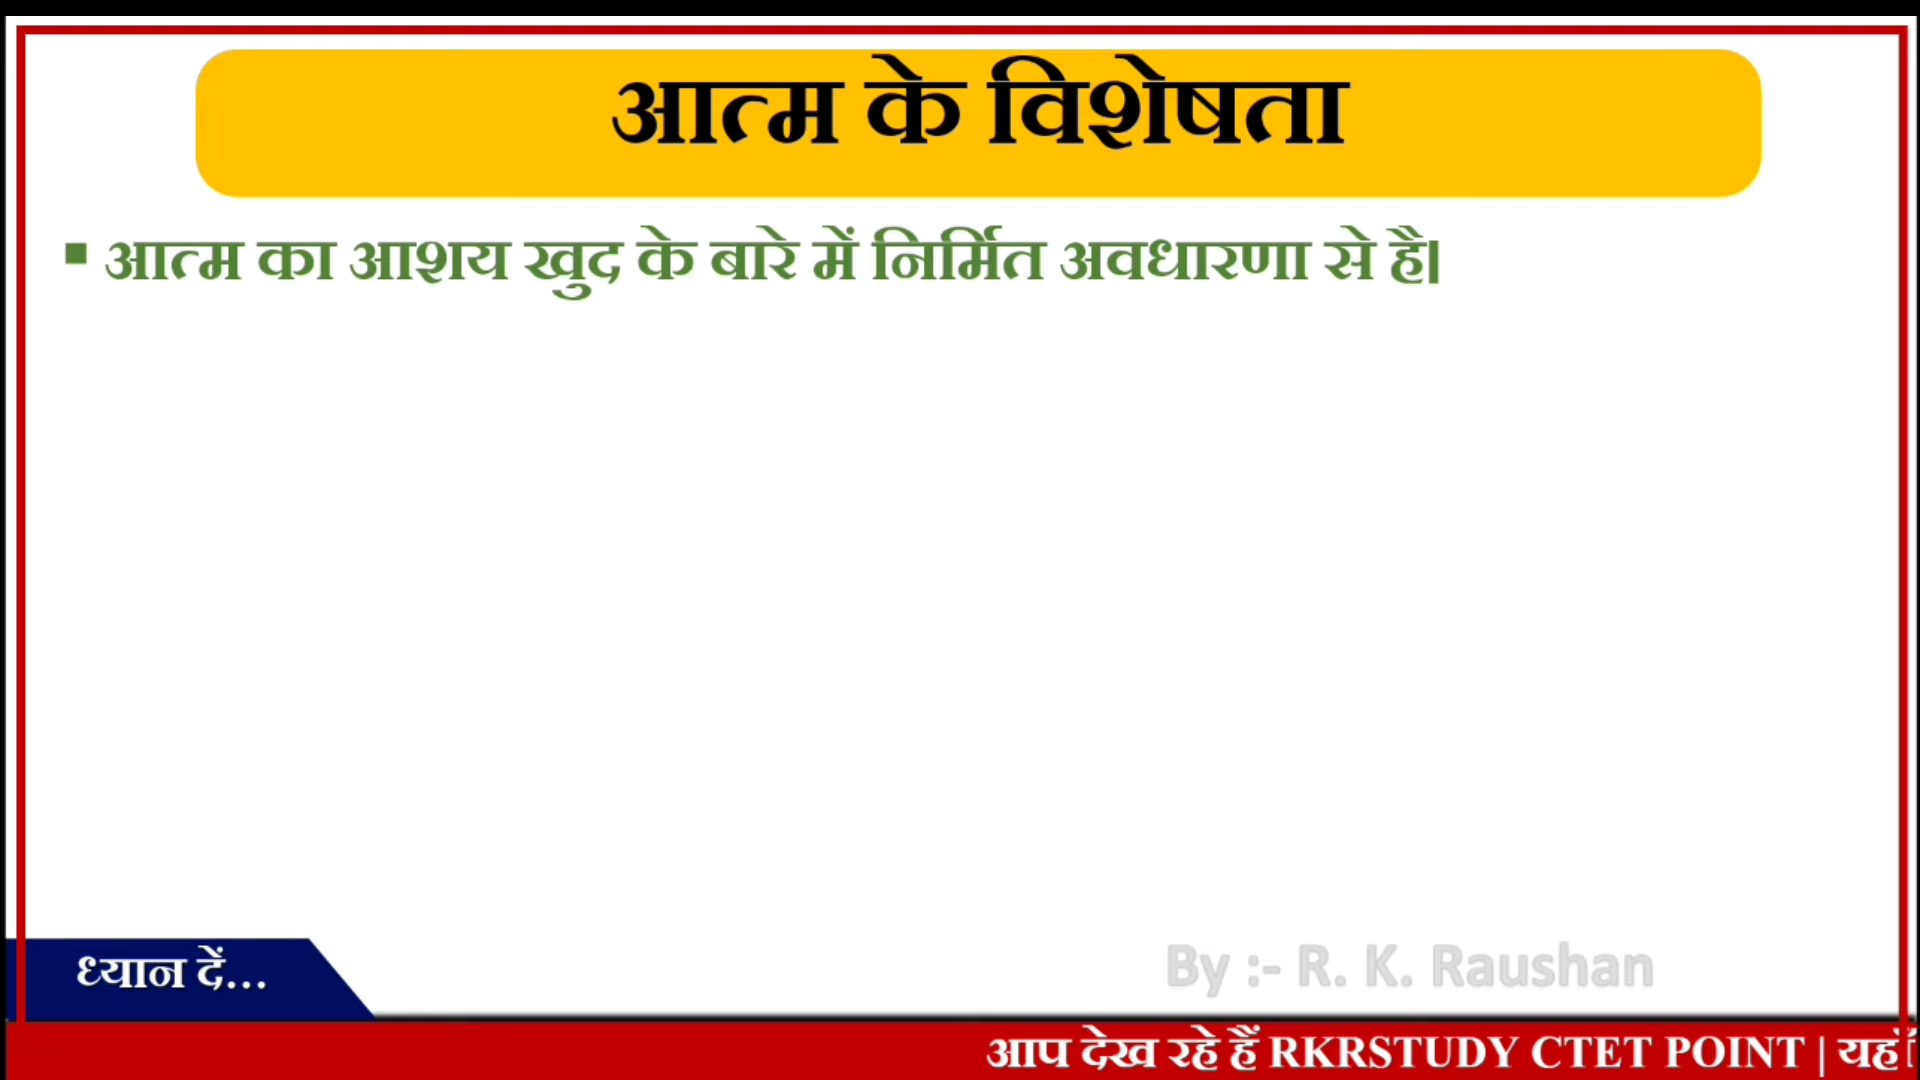 आत्म के विशेषता
▪ आत्म का आशय खुद के बारे में निर्मित अवधारणा से है।
ध्यान दें...
By :- R. K. Raushan
आप देख रहे हैं RKRSTUDY CTET POINT |